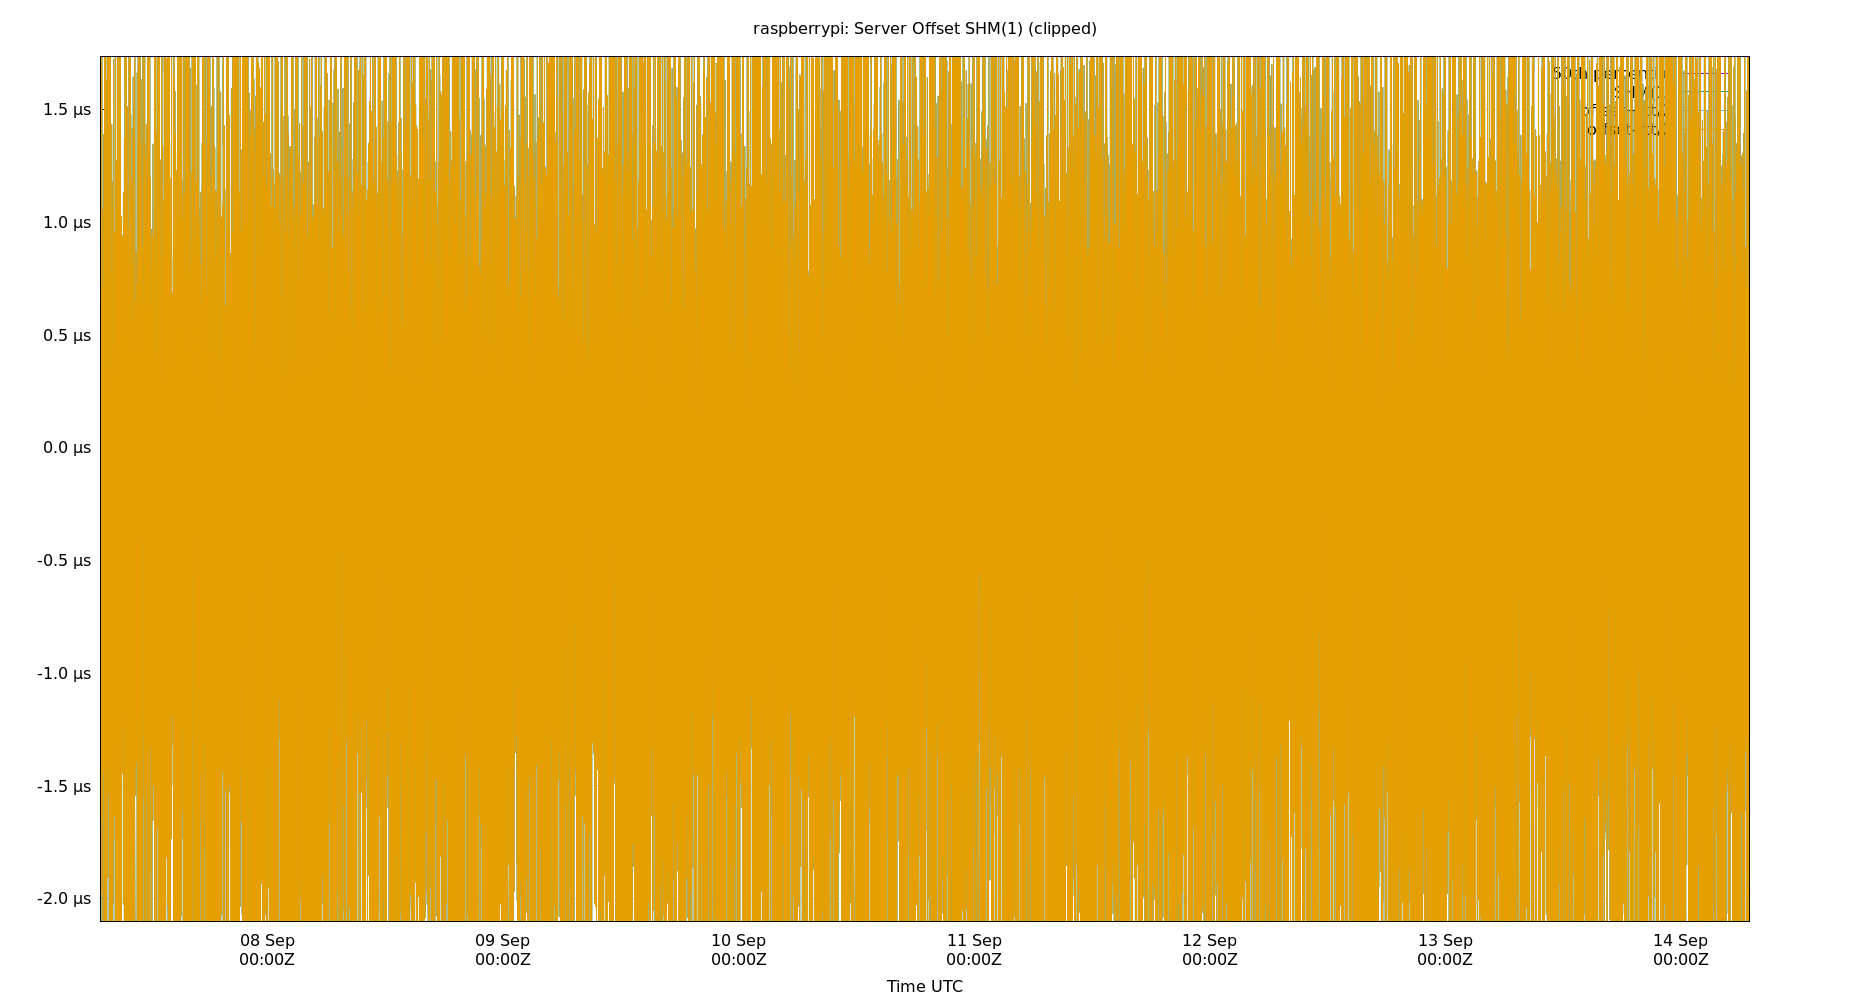 raspberrypi: Server Offset SHM(1) (clipped)
1.5 µs
1.0 µs
0.5 µs
0.0 µs
-0.5 µs
-1.0 µs
-1.5 µs
-2.0 µs
08 Sep 09 Sep 10 Sep 11 Sep 12 Sep 13 Sep 14 Sep
00:00Z 00:00Z 00:00Z 00:00Z 00:00Z 00:00Z 00:00Z
Time UTC